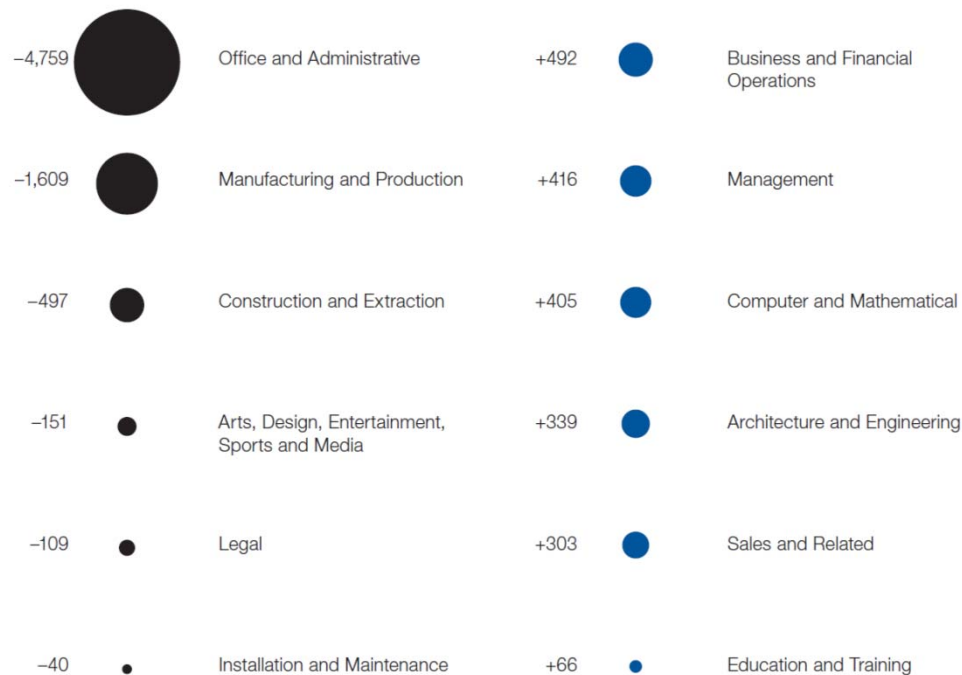 −4,759 Office and Administrative +492 Business and Financial
Operations
−1,609 Manufacturing and Production +416 Management
−497 Construction and Extraction +405 Computer and Mathematical
−151 Arts, Design, Entertainment, +339 Architecture and Engineering
Sports and Media
−109 Legal +303 Sales and Related
−40 Installation and Maintenance +66 Education and Training